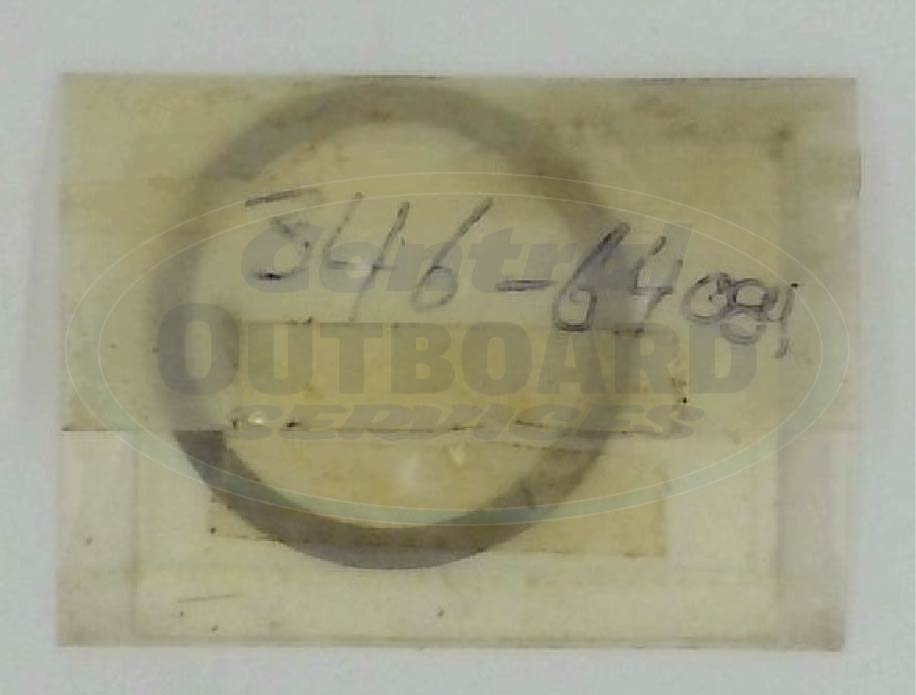 346-64081
Central
OUTBOARD
SERVICES